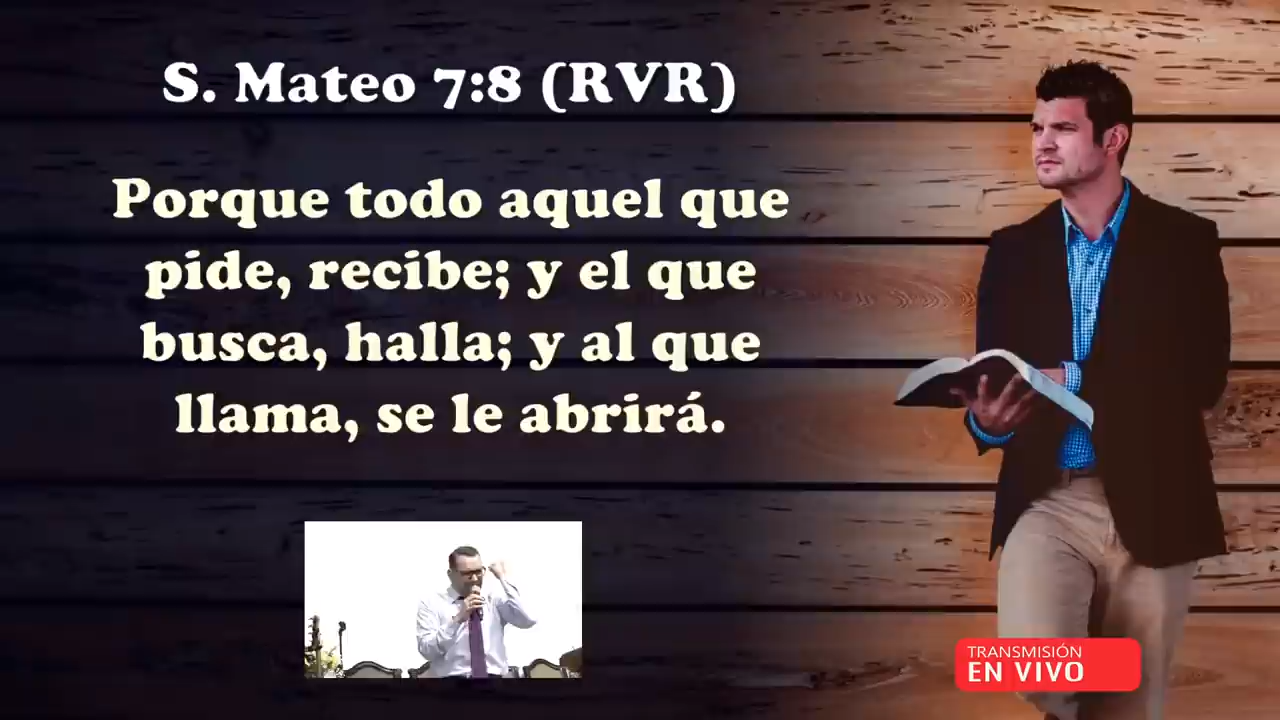 S. Mateo 7:8 (RVR)
Porque todo aquel que
pide, recibe; y el que
busca, halla; y al que
llama, se le abrirá.
TRANSMISIÓN
EN VIVO